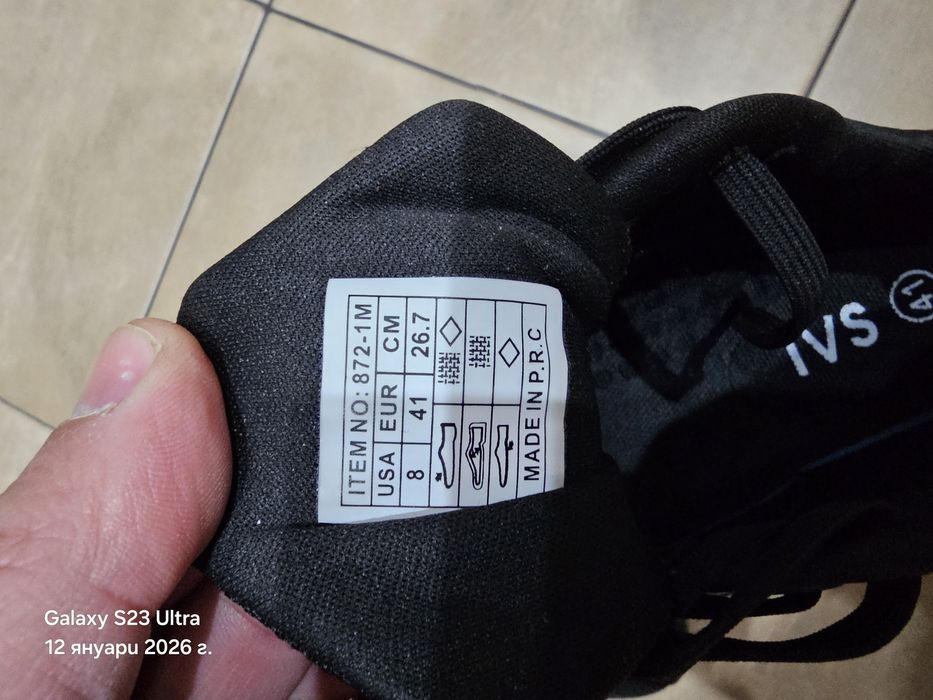 ITEM NO: 872-1M
USA EUR CM
8 41 26.7
MADE IN P.R.C
IVS
41
Galaxy S23 Ultra
12 януари 2026 г.